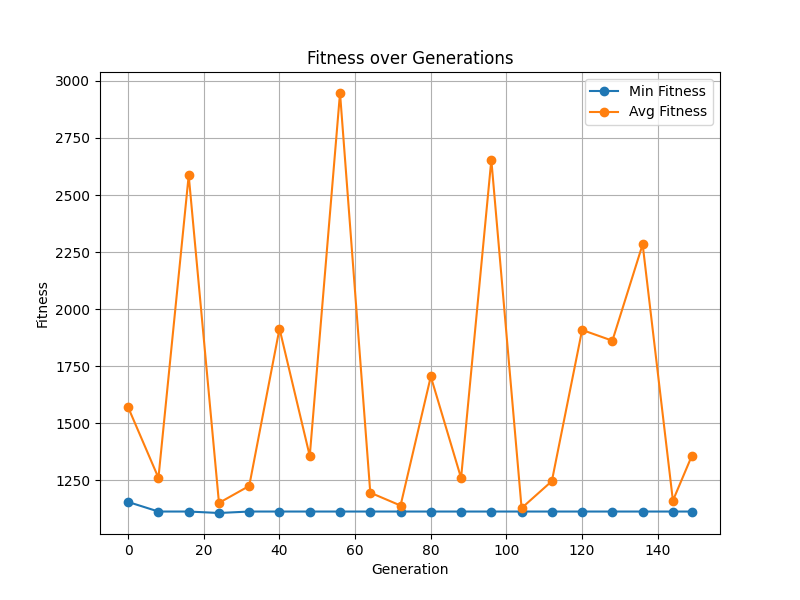 Fitness over Generations
Min Fitness
Avg Fitness
3000
2750
2500
2250
2000
1750
1500
1250
Fitness
0 20 40 60 80 100 120 140
Generation